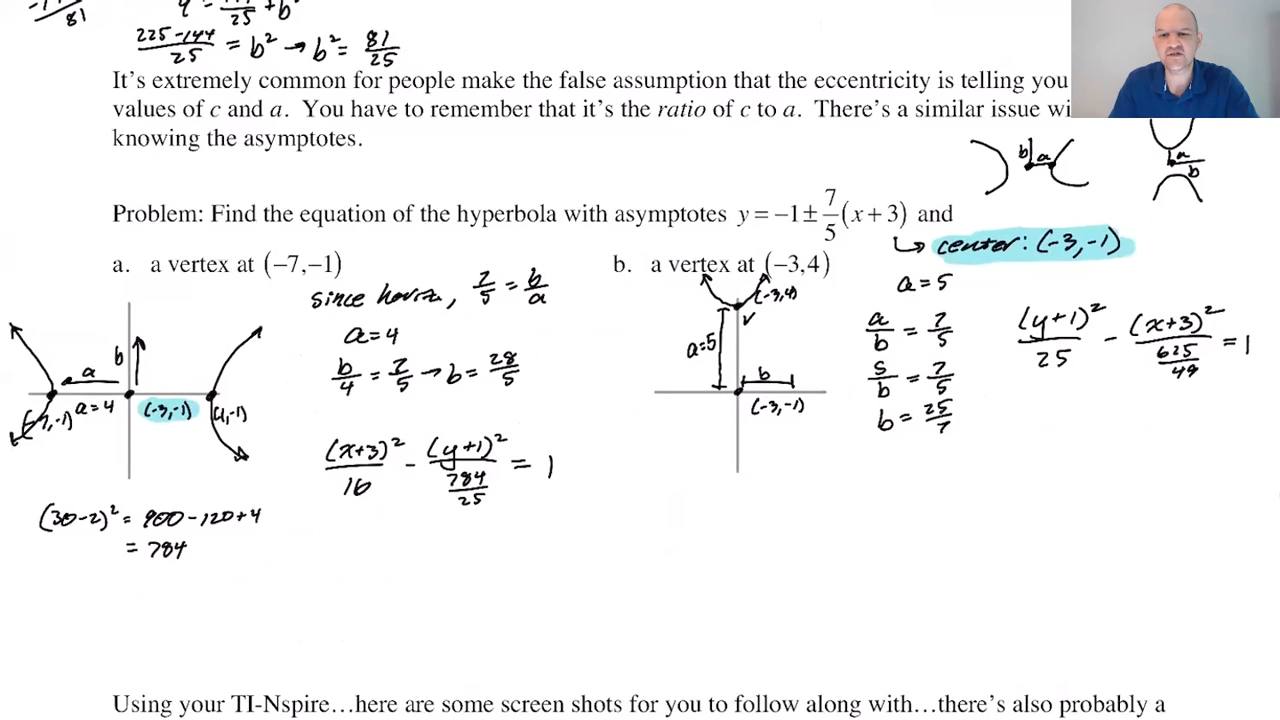 81
25
225-144/25 = b² → b² = 81/25
It's extremely common for people make the false assumption that the eccentricity is telling you
values of c and a. You have to remember that it's the ratio of c to a. There's a similar issue wi
knowing the asymptotes.
b a
a
b
Problem: Find the equation of the hyperbola with asymptotes y = −1 ± 7/5 (x + 3) and
↳ center: (-3,-1)
a. a vertex at (−7,−1)
since horiz, 7/5 = b/a
a=4
b/4 = 7/5 → b = 28/5
b
a
(-7,-1) a=4 (-3,-1) (1,-1)
(x+3)²/16 - (y+1)²/(784/25) = 1
(30-2)² = 900-120+4
= 784
b. a vertex at (−3,4)
(-3,4)
V
a=5
b
(-3,-1)
a=5
a/b = 7/5
5/b = 7/5
b = 25/7
(y+1)²/25 - (x+3)²/(625/49) = 1
Using your TI-Nspire…here are some screen shots for you to follow along with…there's also probably a